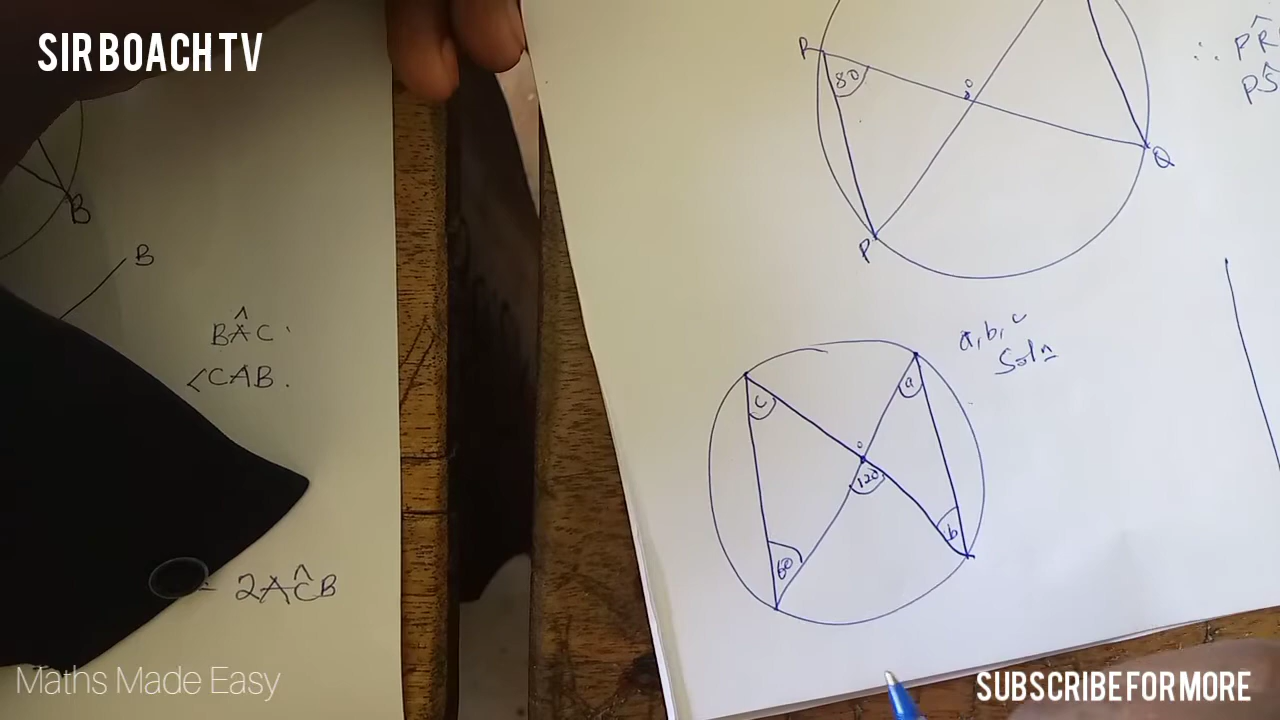 SIR BOACH TV
B
B
BÂC
<CAB.
= 2AĈB
Maths Made Easy
R
80
O
Q
P
∴ PR̂
PŜ
a, b, c
Soln
c
a
O
120
b
60
SUBSCRIBE FOR MORE